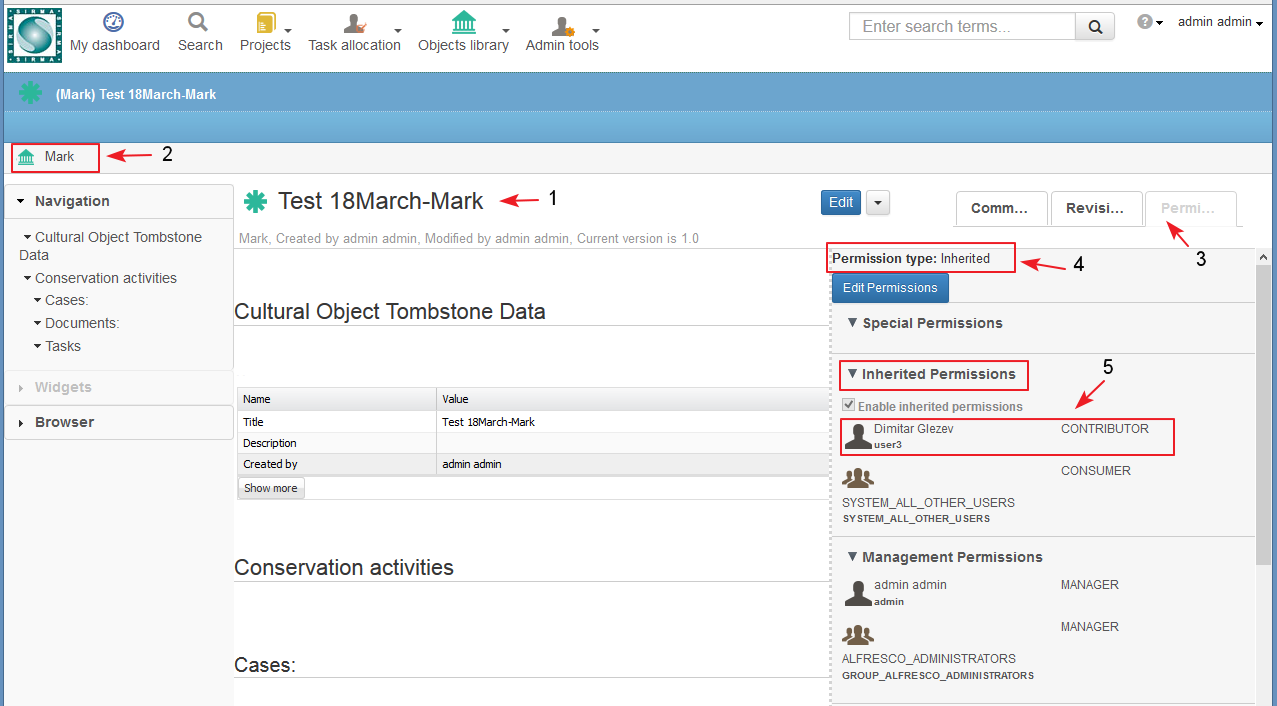 SIRMA
My dashboard
Search
Projects
Task allocation
Objects library
Admin tools
Enter search terms...
?
admin admin
(Mark) Test 18March-Mark
Mark
2
Navigation
Cultural Object Tombstone
Data
Conservation activities
Cases:
Documents:
Tasks
Widgets
Browser
Test 18March-Mark
1
Edit
Comm...
Revisi...
Permi...
3
Mark, Created by admin admin, Modified by admin admin, Current version is 1.0
Permission type: Inherited
4
Edit Permissions
Cultural Object Tombstone Data
Name Value
Title Test 18March-Mark
Description
Created by admin admin
Show more
Conservation activities
Cases:
Special Permissions
Inherited Permissions
5
Enable inherited permissions
Dimitar Glezev CONTRIBUTOR
user3
CONSUMER
SYSTEM_ALL_OTHER_USERS
SYSTEM_ALL_OTHER_USERS
Management Permissions
admin admin MANAGER
admin
MANAGER
ALFRESCO_ADMINISTRATORS
GROUP_ALFRESCO_ADMINISTRATORS